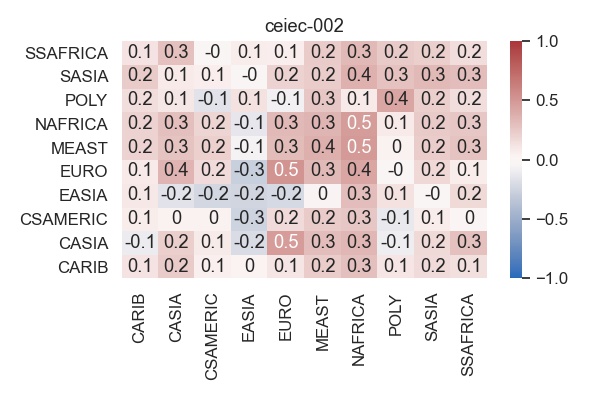 ceiec-002
SSAFRICA 0.1 0.3 -0 0.1 0.1 0.2 0.3 0.2 0.2 0.2
SASIA 0.2 0.1 0.1 -0 0.2 0.2 0.4 0.3 0.3 0.3
POLY 0.2 0.1 -0.1 0.1 -0.1 0.3 0.1 0.4 0.2 0.2
NAFRICA 0.2 0.3 0.2 -0.1 0.3 0.3 0.5 0.1 0.2 0.3
MEAST 0.2 0.3 0.2 -0.1 0.3 0.4 0.5 0 0.2 0.3
EURO 0.1 0.4 0.2 -0.3 0.5 0.3 0.4 -0 0.2 0.1
EASIA 0.1 -0.2 -0.2 -0.2 -0.2 0 0.3 0.1 -0 0.2
CSAMERIC 0.1 0 0 -0.3 0.2 0.2 0.3 -0.1 0.1 0
CASIA -0.1 0.2 0.1 -0.2 0.5 0.3 0.3 -0.1 0.2 0.3
CARIB 0.1 0.2 0.1 0 0.1 0.2 0.3 0.1 0.2 0.1
CARIB CASIA CSAMERIC EASIA EURO MEAST NAFRICA POLY SASIA SSAFRICA
1.0
0.5
0.0
−0.5
−1.0